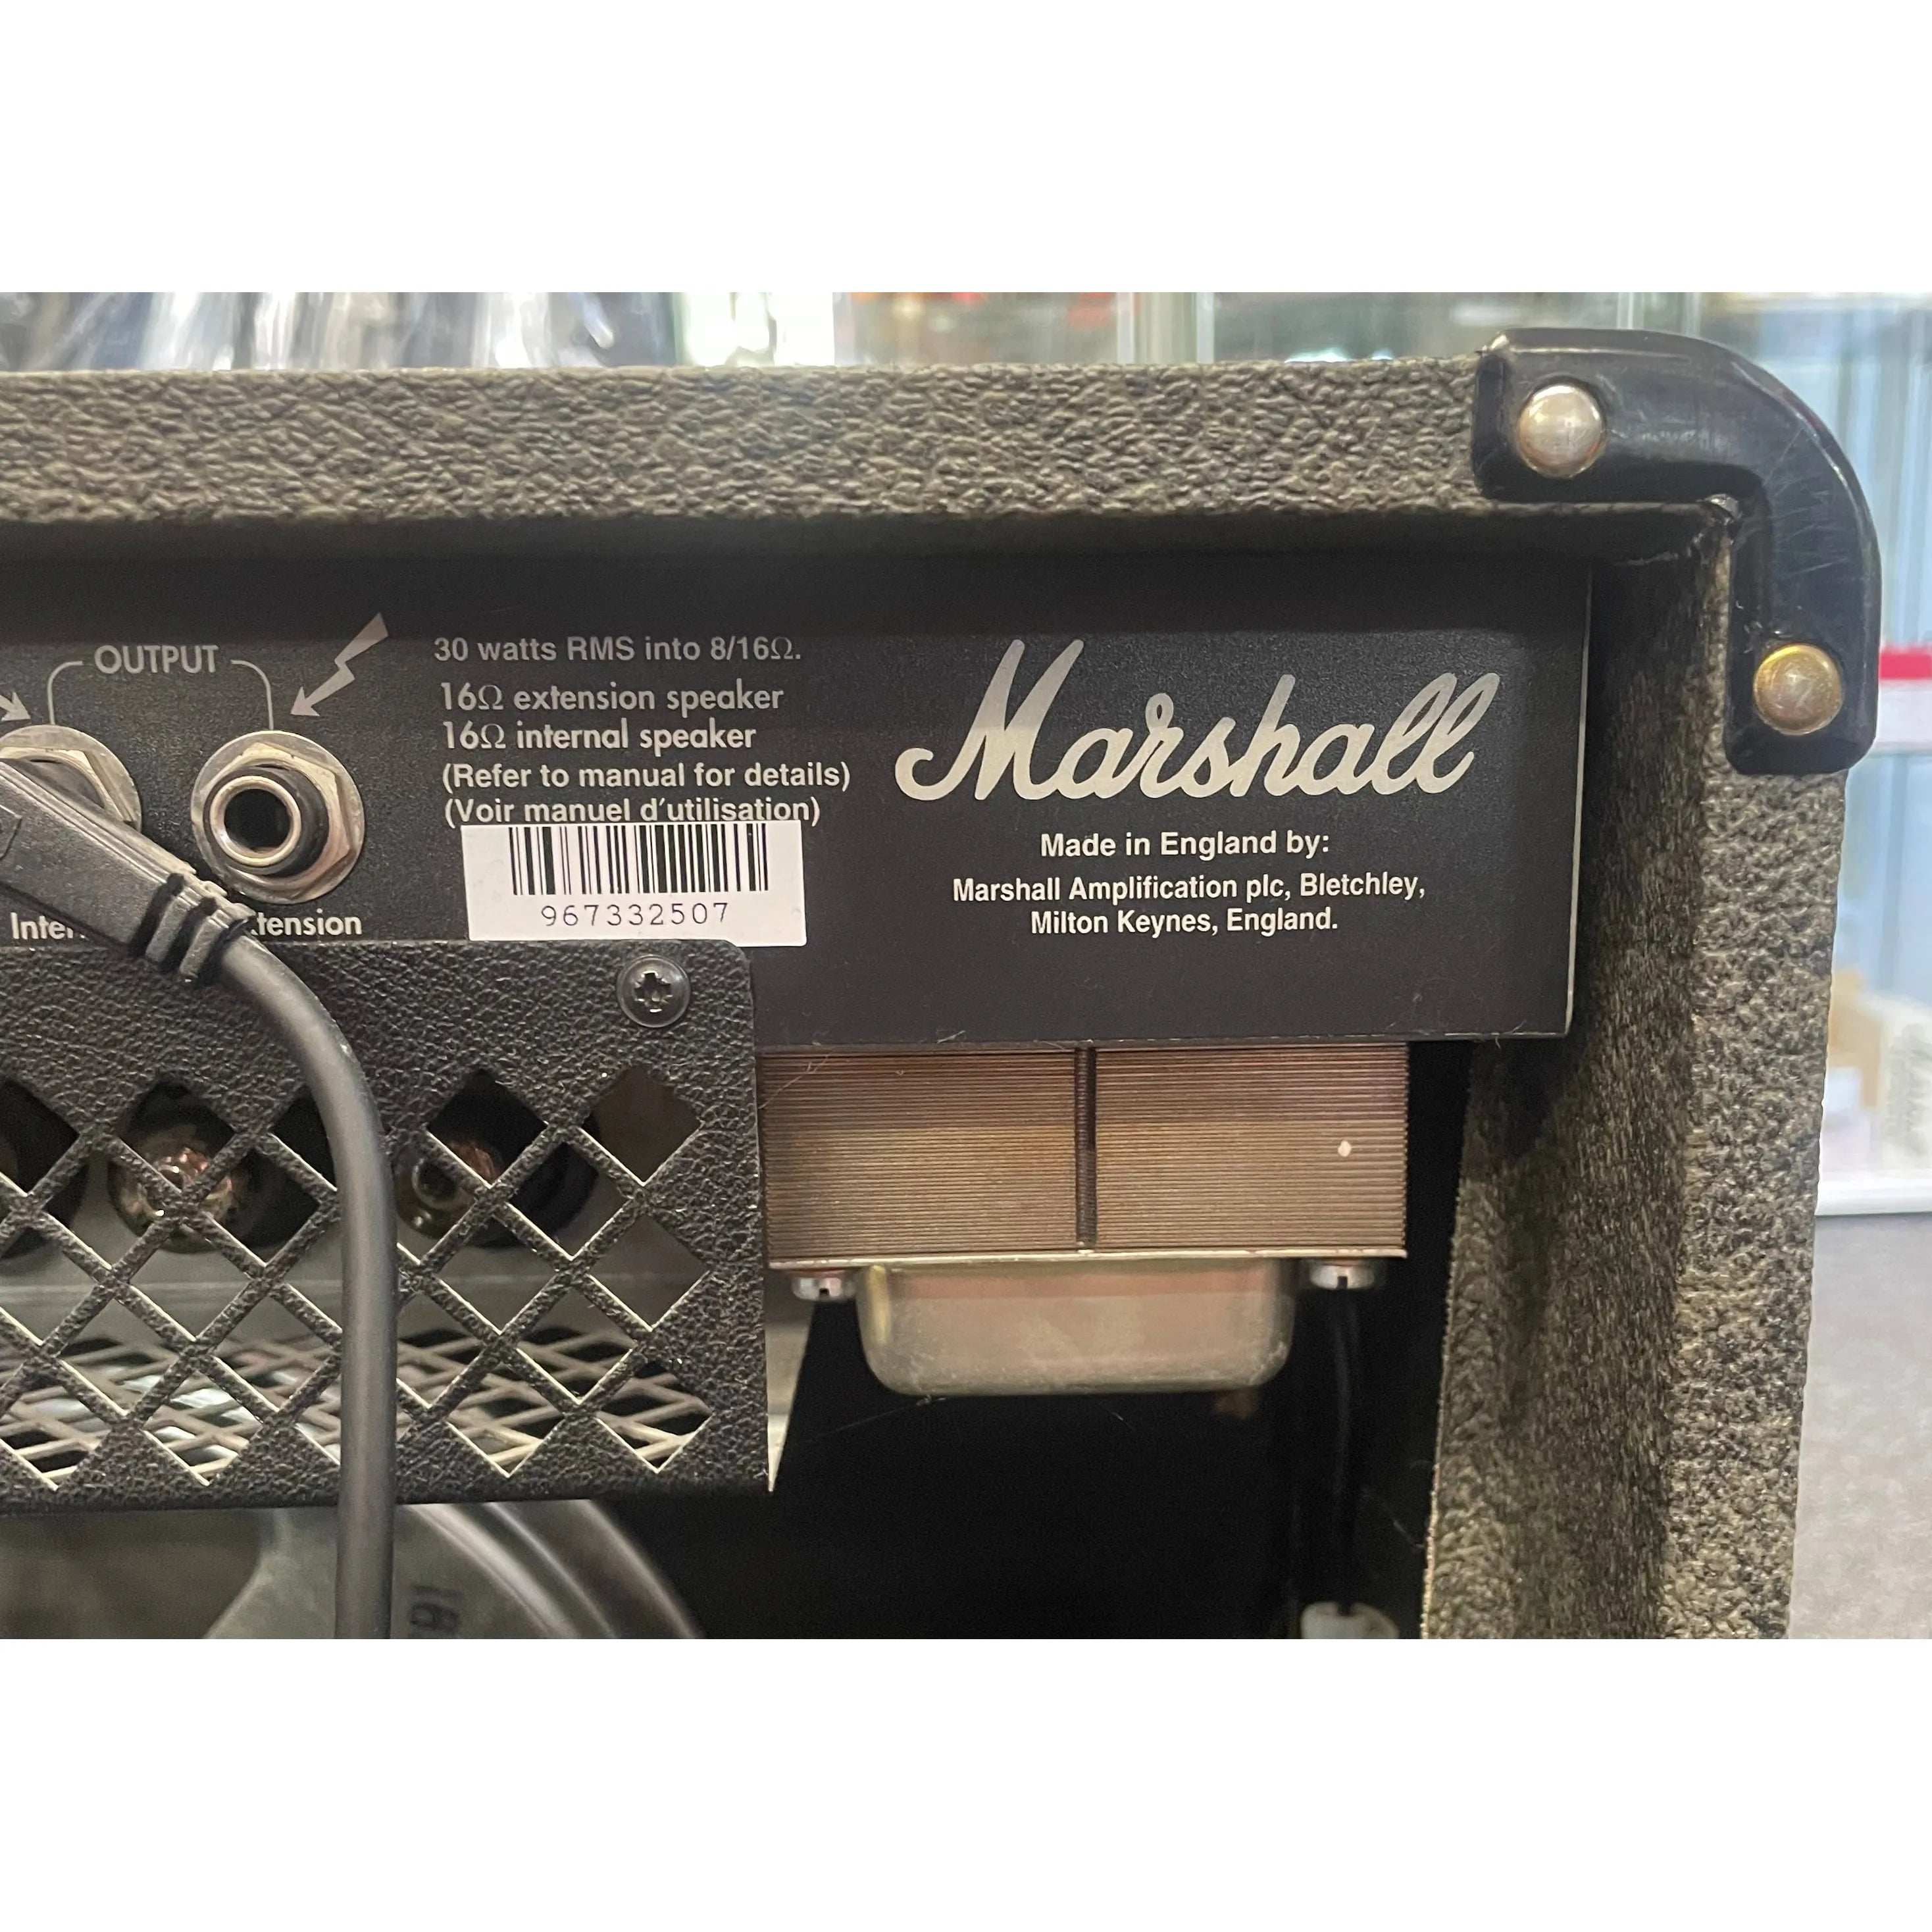 OUTPUT
30 watts RMS into 8/16Ω.
16Ω extension speaker
16Ω internal speaker
(Refer to manual for details)
(Voir manuel d'utilisation)
967332507
Marshall
Made in England by:
Marshall Amplification plc, Bletchley,
Milton Keynes, England.